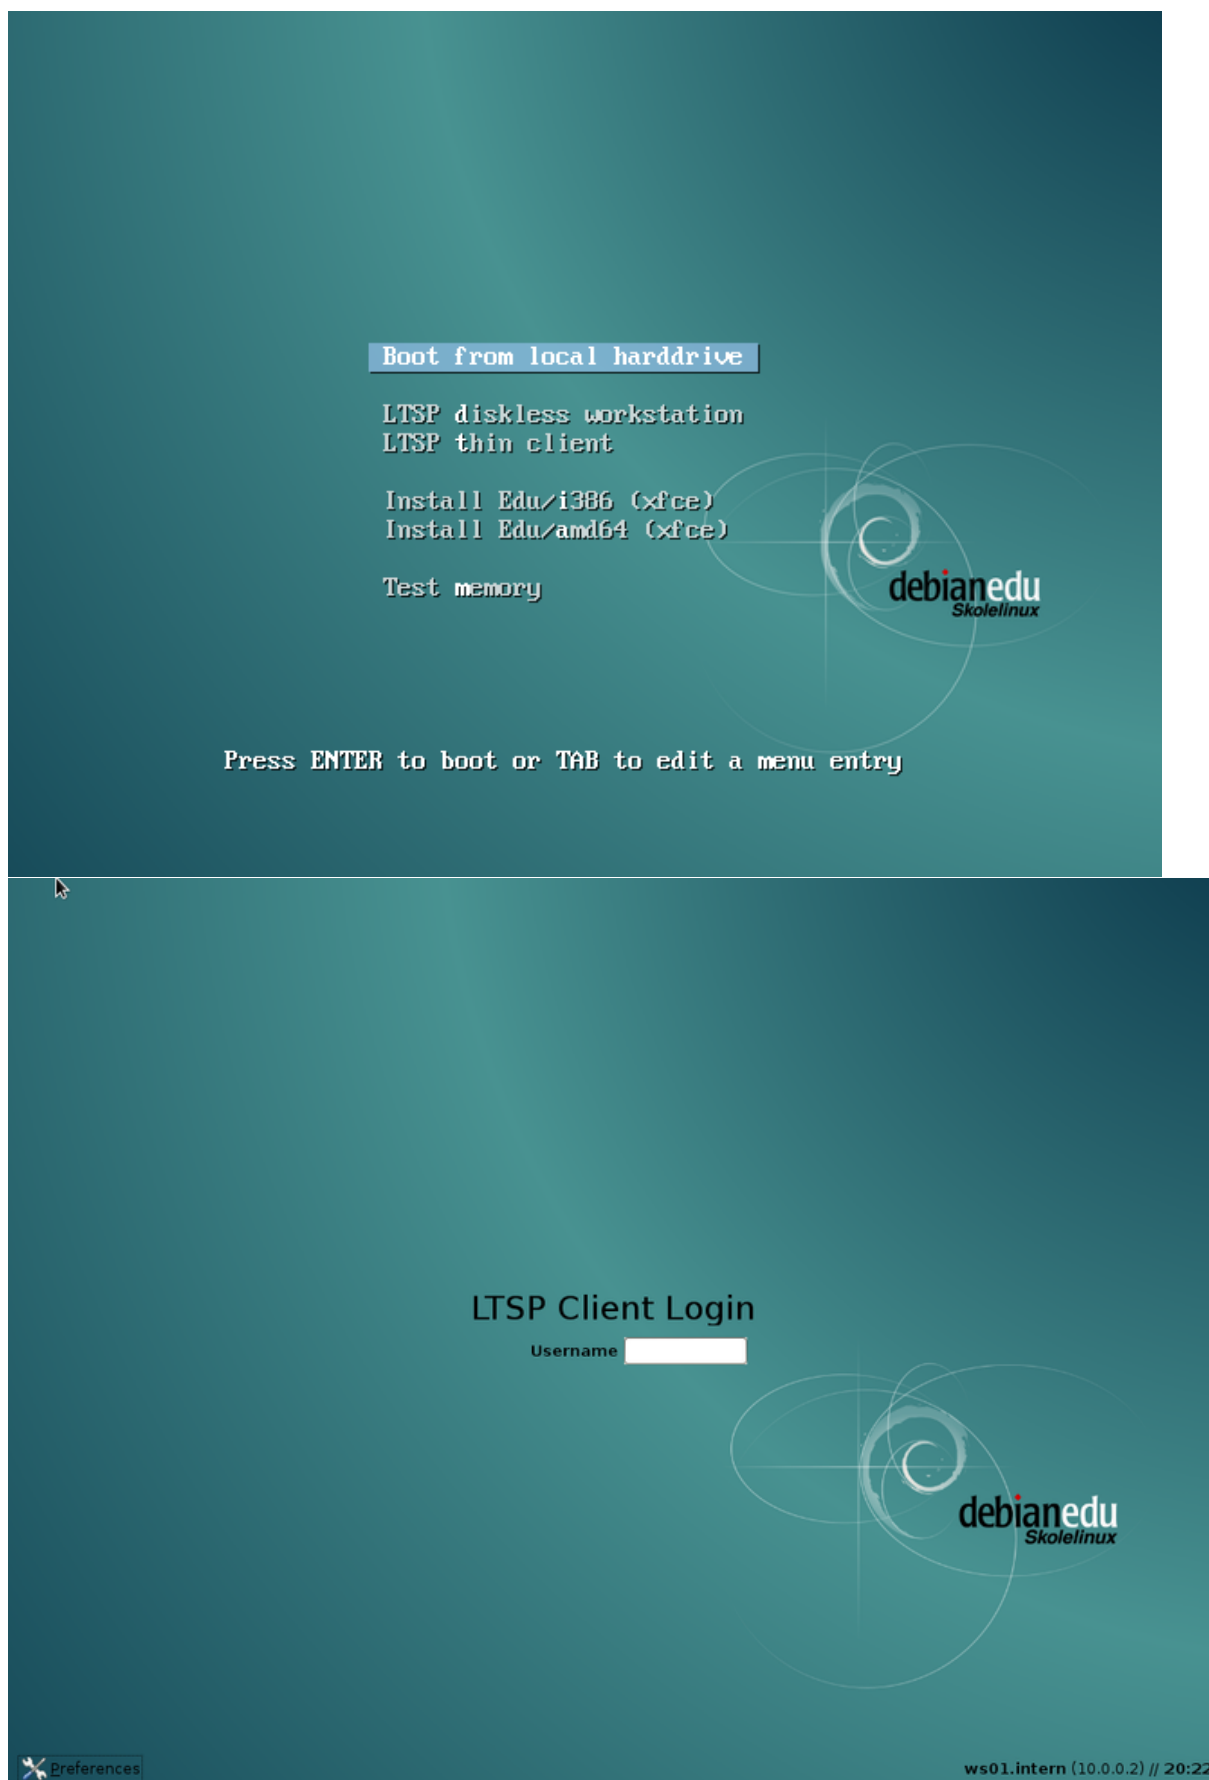 Boot from local harddrive
LTSP diskless workstation
LTSP thin client
Install Edu/i386 (xfce)
Install Edu/amd64 (xfce)
Test memory
debianedu
Skolelinux
Press ENTER to boot or TAB to edit a menu entry
LTSP Client Login
Username
debianedu
Skolelinux
Preferences
ws01.intern (10.0.0.2) // 20:22